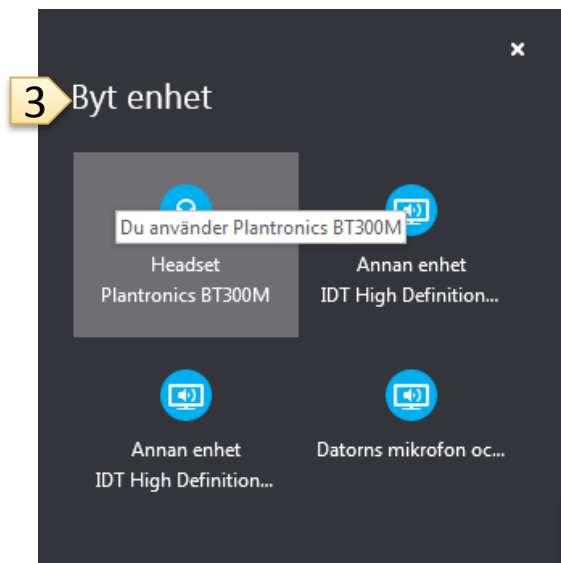 3
Byt enhet
Du använder Plantronics BT300M
Headset
Plantronics BT300M
Annan enhet
IDT High Definition...
Annan enhet
IDT High Definition...
Datorns mikrofon oc...